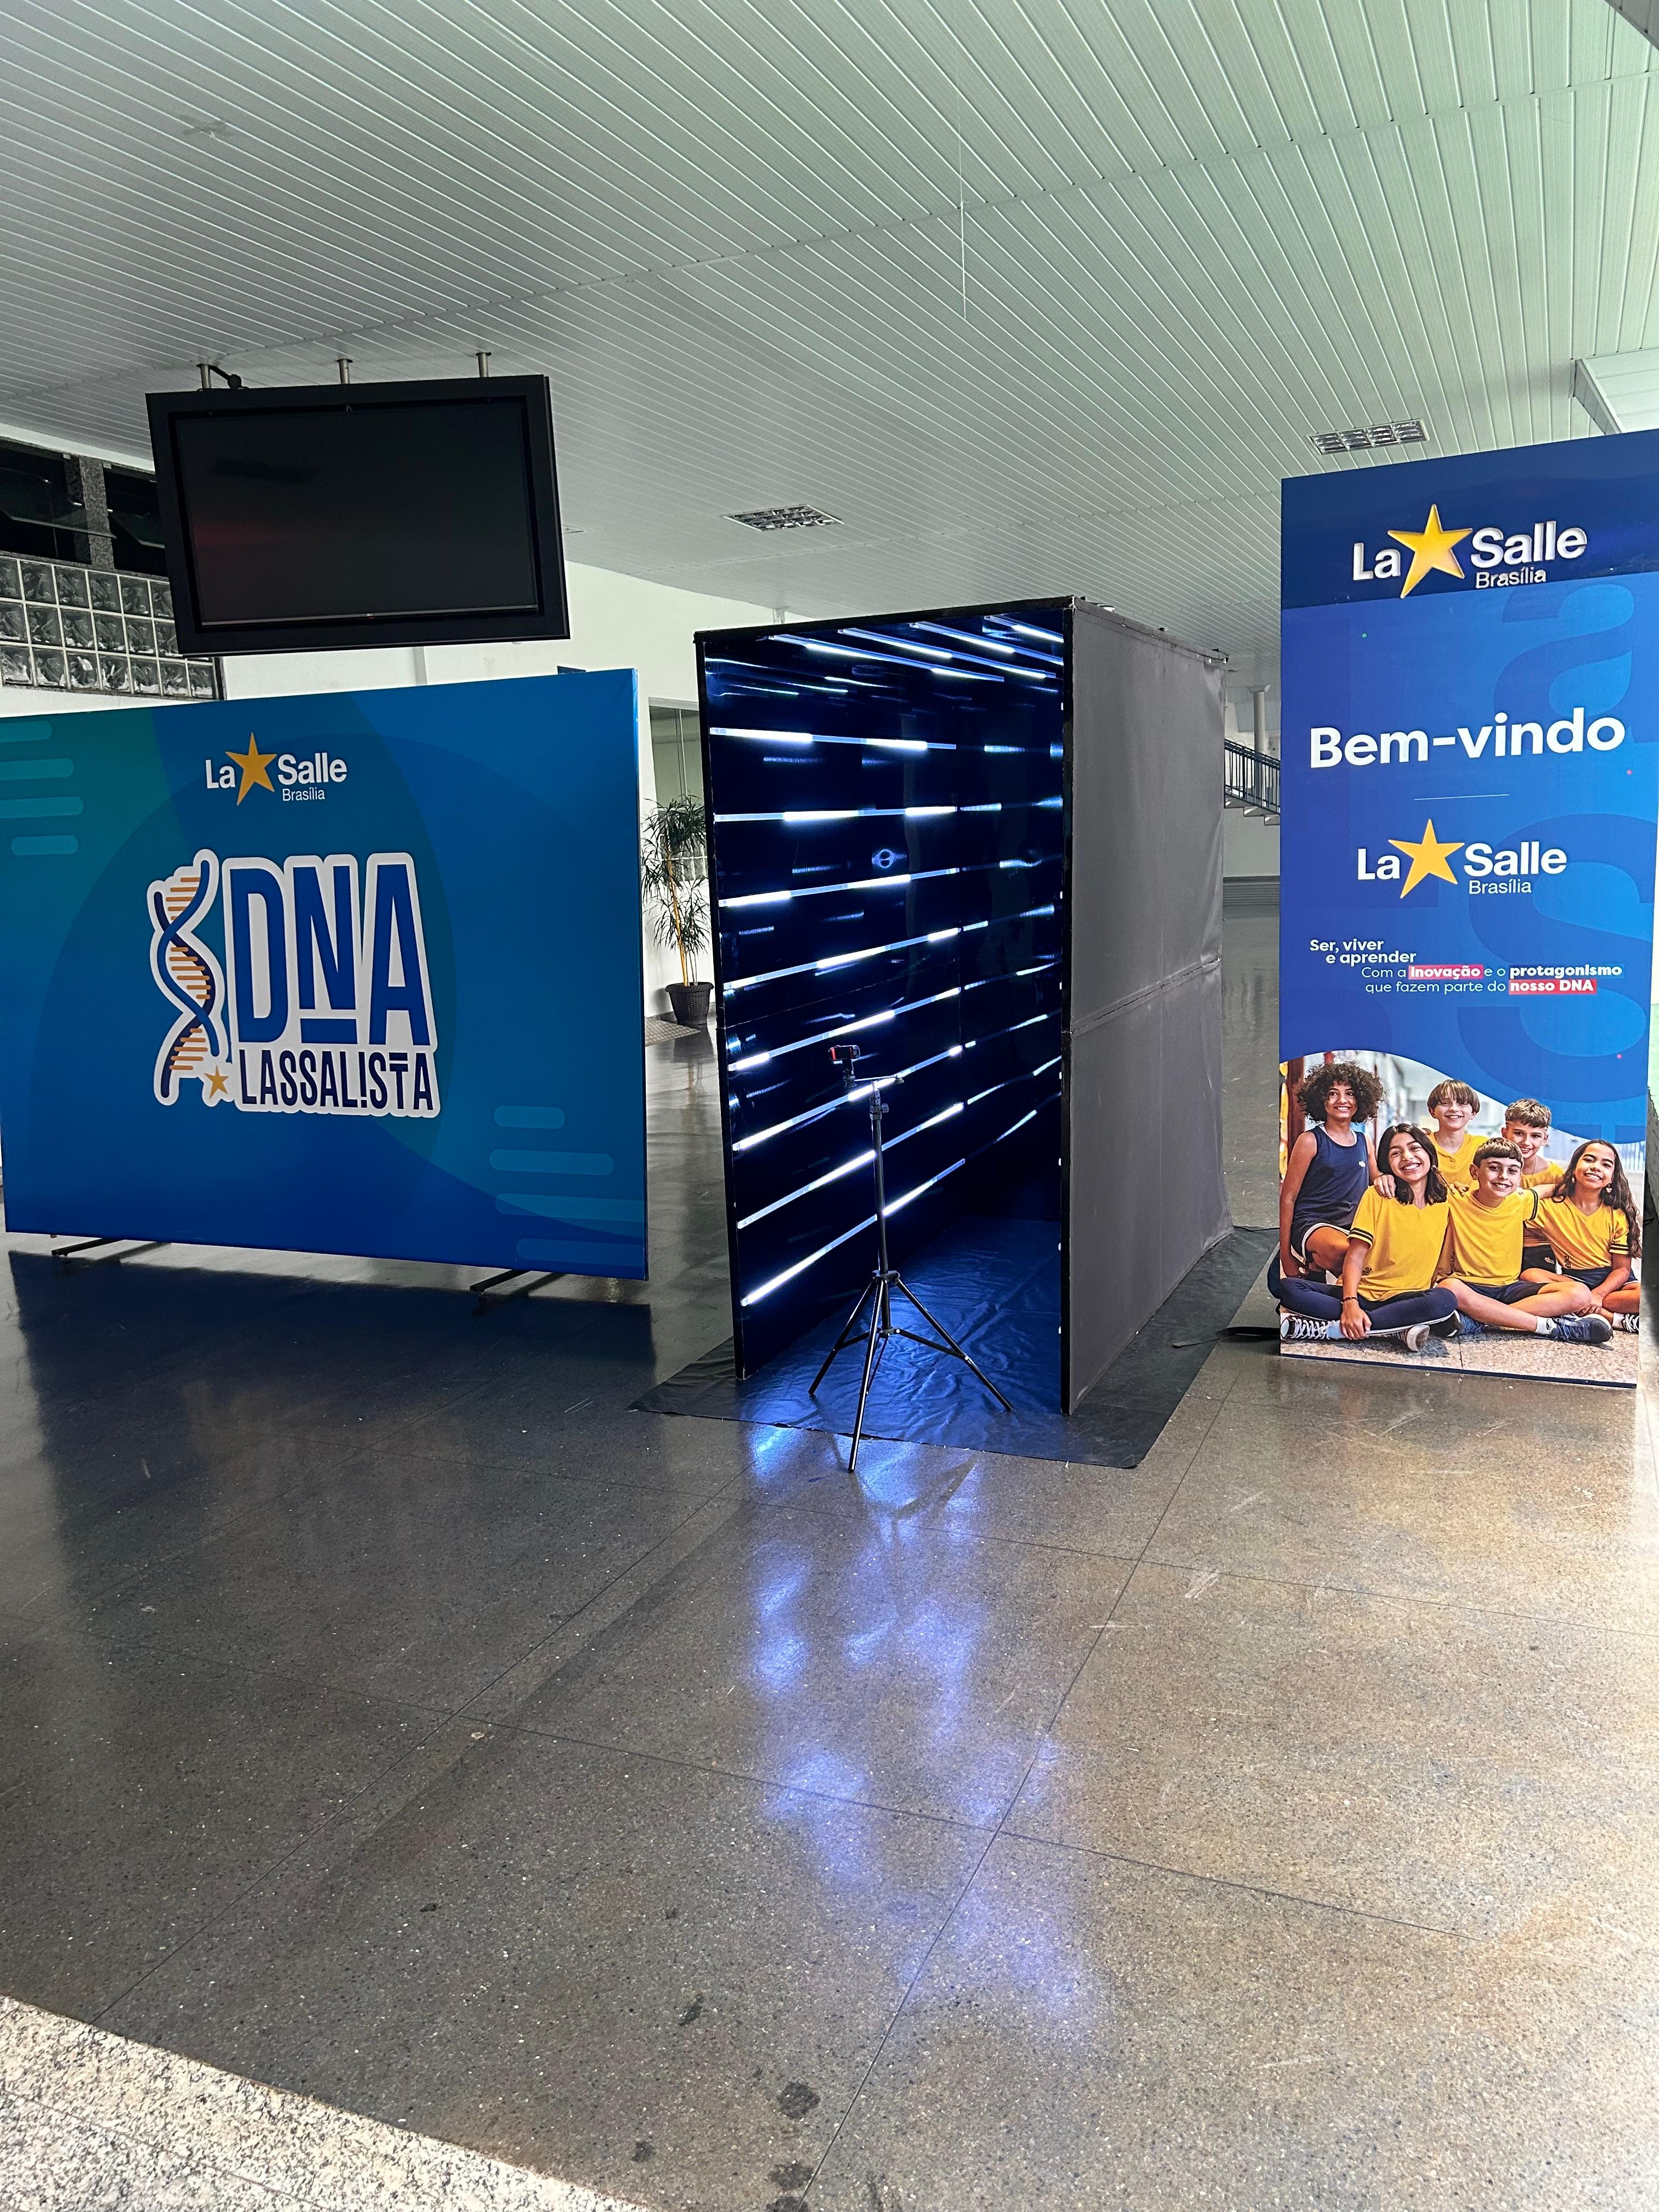 La Salle
Brasília
DNA
LASSALISTA
La Salle
Brasília
Bem-vindo
La Salle
Brasília
Ser, viver
e aprender
Com a inovação e o protagonismo
que fazem parte do nosso DNA